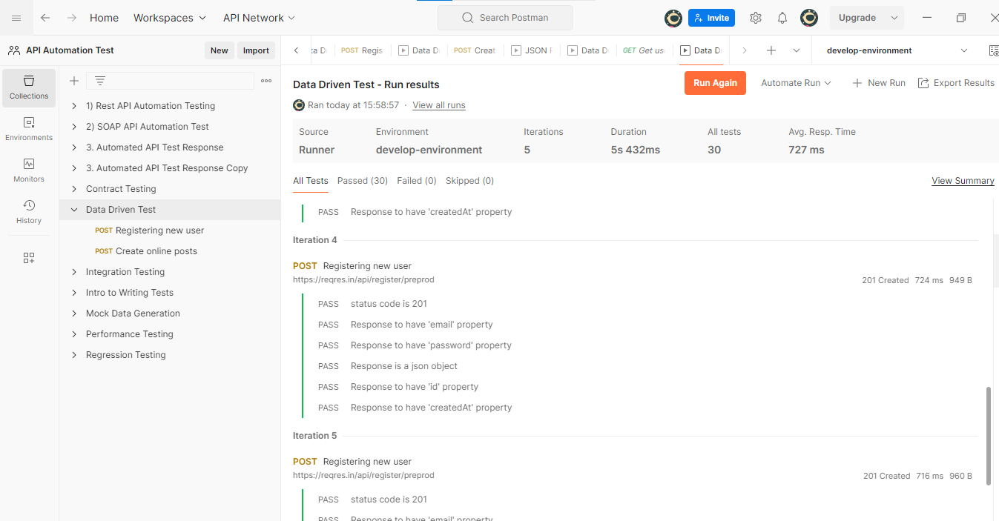 Home Workspaces API Network Search Postman Invite Upgrade
API Automation Test New Import
POST Regis Data D POST Creat JSON F Data D GET Get us Data D develop-environment
Collections
Environments
Monitors
History
1) Rest API Automation Testing
2) SOAP API Automation Test
3. Automated API Test Response
3. Automated API Test Response Copy
Contract Testing
Data Driven Test
POST Registering new user
POST Create online posts
Integration Testing
Intro to Writing Tests
Mock Data Generation
Performance Testing
Regression Testing
Data Driven Test - Run results Run Again Automate Run New Run Export Results
Ran today at 15:58:57 · View all runs
Source Environment Iterations Duration All tests Avg. Resp. Time
Runner develop-environment 5 5s 432ms 30 727 ms
All Tests Passed (30) Failed (0) Skipped (0) View Summary
PASS Response to have 'createdAt' property
Iteration 4
POST Registering new user
https://reqres.in/api/register/preprod 201 Created 724 ms 949 B
PASS status code is 201
PASS Response to have 'email' property
PASS Response to have 'password' property
PASS Response is a json object
PASS Response to have 'id' property
PASS Response to have 'createdAt' property
Iteration 5
POST Registering new user
https://reqres.in/api/register/preprod 201 Created 716 ms 960 B
PASS status code is 201
PASS Response to have 'email' property